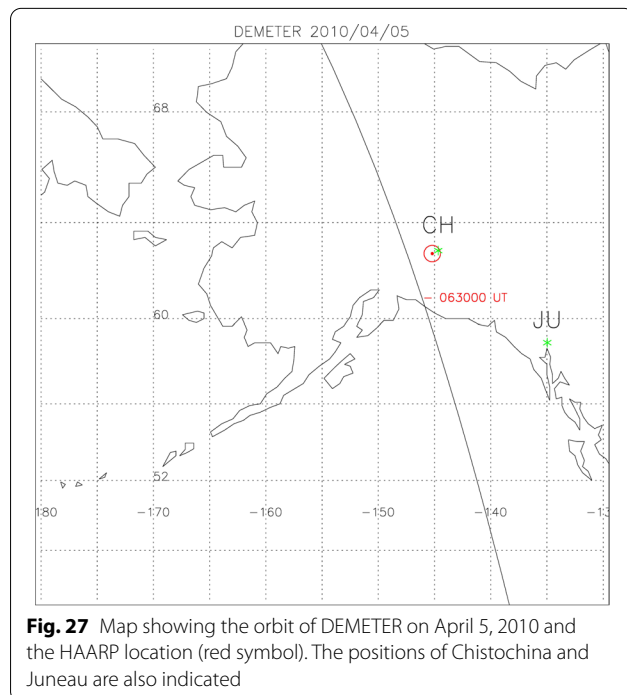 DEMETER 2010/04/05
68
CH
063000 UT
60
JU
52
180 -170 -160 -150 -140 -13
Fig. 27 Map showing the orbit of DEMETER on April 5, 2010 and
the HAARP location (red symbol). The positions of Chistochina and
Juneau are also indicated